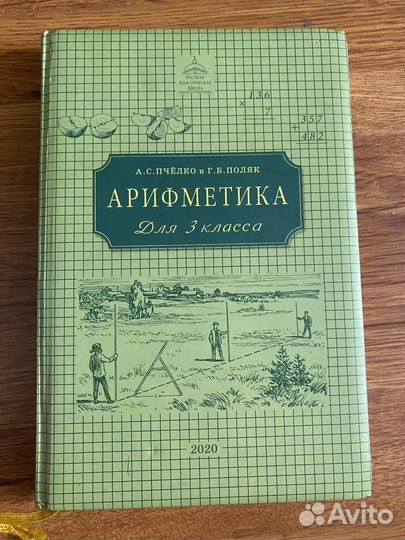 Русская
Классическая
Школа
× 136
7
+ 357
482
А.С.ПЧЁЛКО и Г.Б.ПОЛЯК
АРИФМЕТИКА
Для 3 класса
2020
Avito